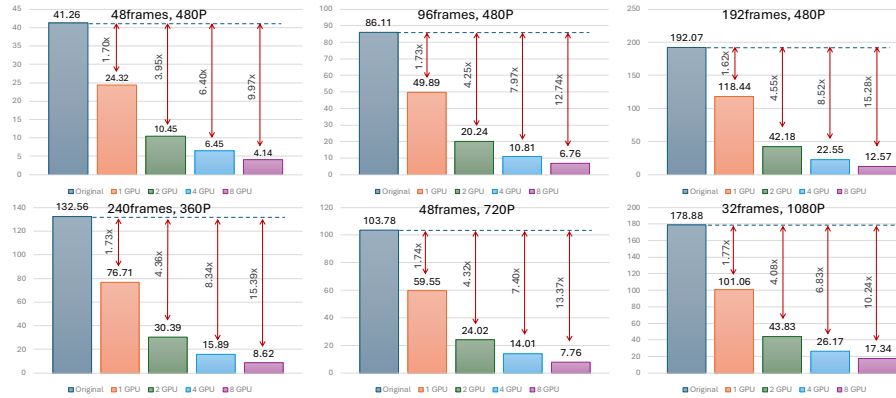 48frames, 480P
45
40
35
30
25
20
15
10
5
0
41.26
24.32
10.45
6.45
4.14
1.70x
3.95x
6.40x
9.97x
Original 1 GPU 2 GPU 4 GPU 8 GPU
96frames, 480P
100
90
80
70
60
50
40
30
20
10
0
86.11
49.89
20.24
10.81
6.76
1.73x
4.25x
7.97x
12.74x
Original 1 GPU 2 GPU 4 GPU 8 GPU
192frames, 480P
250
200
150
100
50
0
192.07
118.44
42.18
22.55
12.57
1.62x
4.55x
8.52x
15.28x
Original 1 GPU 2 GPU 4 GPU 8 GPU
240frames, 360P
140
120
100
80
60
40
20
0
132.56
76.71
30.39
15.89
8.62
1.73x
4.36x
8.34x
15.39x
Original 1 GPU 2 GPU 4 GPU 8 GPU
48frames, 720P
120
100
80
60
40
20
0
103.78
59.55
24.02
14.01
7.76
1.74x
4.32x
7.40x
13.37x
Original 1 GPU 2 GPU 4 GPU 8 GPU
32frames, 1080P
200
180
160
140
120
100
80
60
40
20
0
178.88
101.06
43.83
26.17
17.34
1.77x
4.08x
6.83x
10.24x
Original 1 GPU 2 GPU 4 GPU 8 GPU